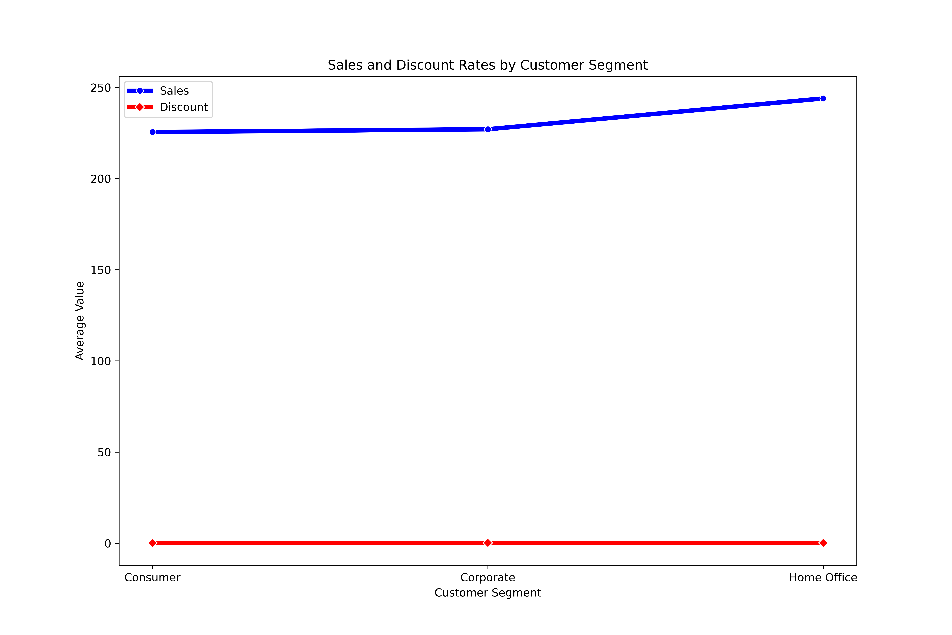 Sales and Discount Rates by Customer Segment
Sales
Discount
250
200
150
100
50
0
Average Value
Consumer
Corporate
Home Office
Customer Segment